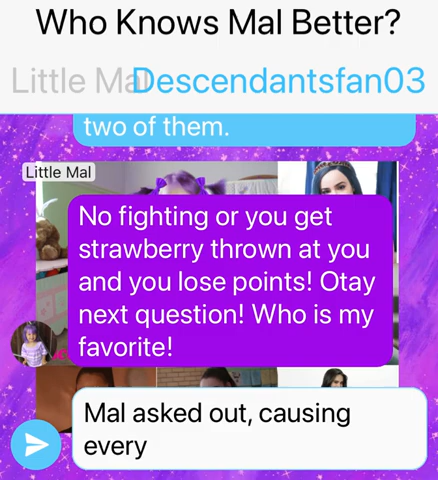 Who Knows Mal Better?
Little Mal Descendantsfan03
two of them.
Little Mal
No fighting or you get
strawberry thrown at you
and you lose points! Otay
next question! Who is my
favorite!
Mal asked out, causing
every